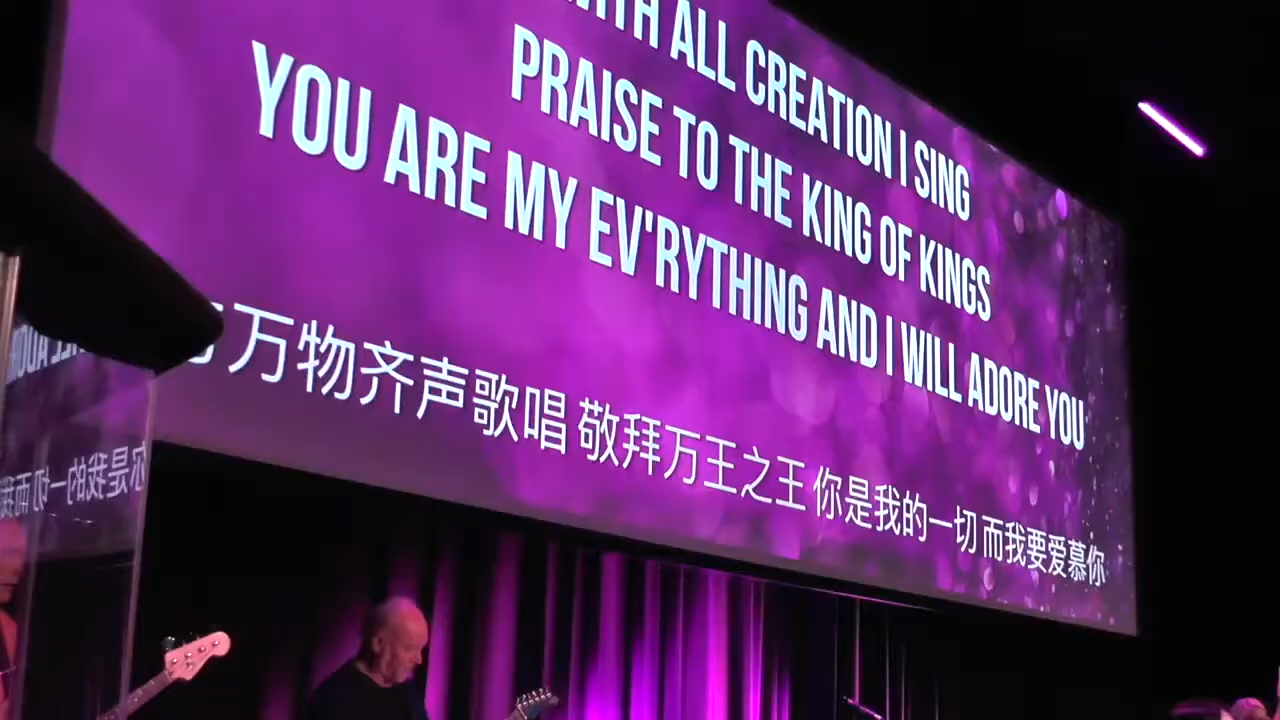 WITH ALL CREATION I SING
PRAISE TO THE KING OF KINGS
YOU ARE MY EV'RYTHING AND I WILL ADORE YOU
万物齐声歌唱 敬拜万王之王 你是我的一切 而我要爱慕你